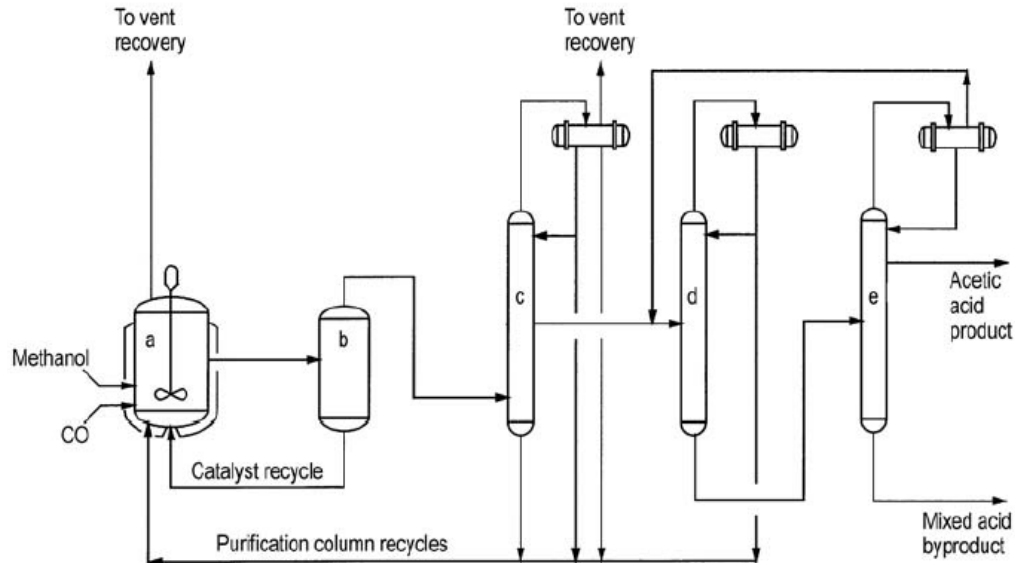 To vent
recovery
To vent
recovery
c
d
e
Acetic
acid
product
a
b
Methanol
CO
Catalyst recycle
Mixed acid
byproduct
Purification column recycles